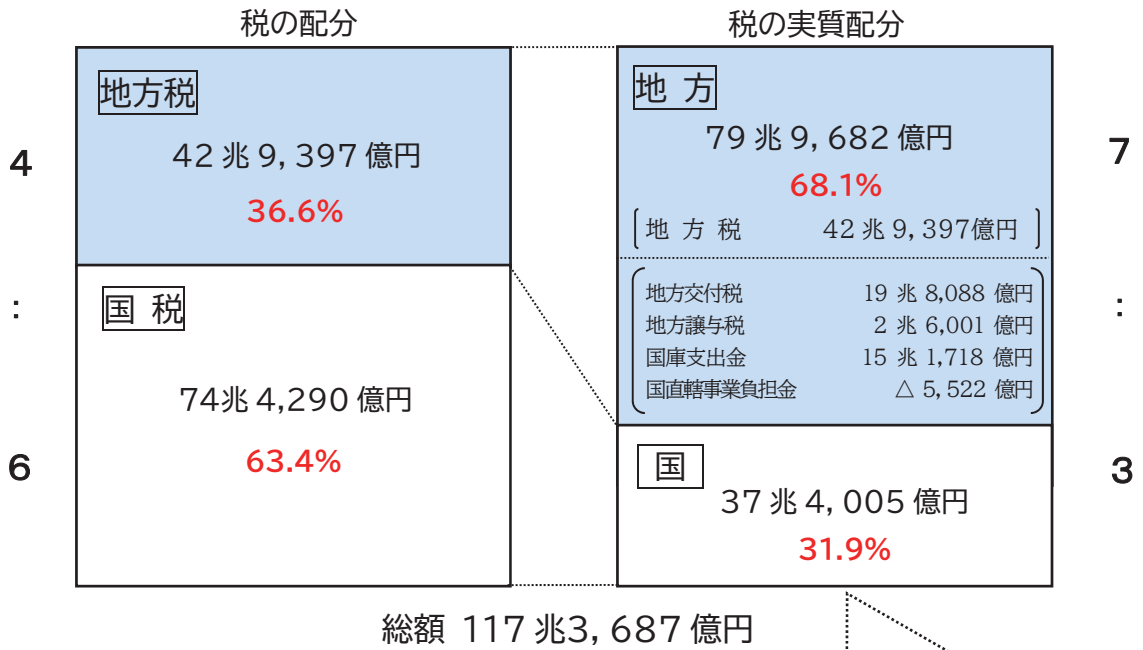 税の配分
税の実質配分
4
:
6
地方税
42 兆 9, 397 億円
36.6%
国 税
74兆 4,290 億円
63.4%
地 方
79 兆 9, 682 億円
68.1%
地 方 税 42 兆 9, 397億円
地方交付税 19 兆 8,088 億円
地方譲与税 2 兆 6,001 億円
国庫支出金 15 兆 1,718 億円
国直轄事業負担金 △ 5, 522 億円
国
37 兆 4, 005 億円
31.9%
7
:
3
総額 117 兆3, 687 億円